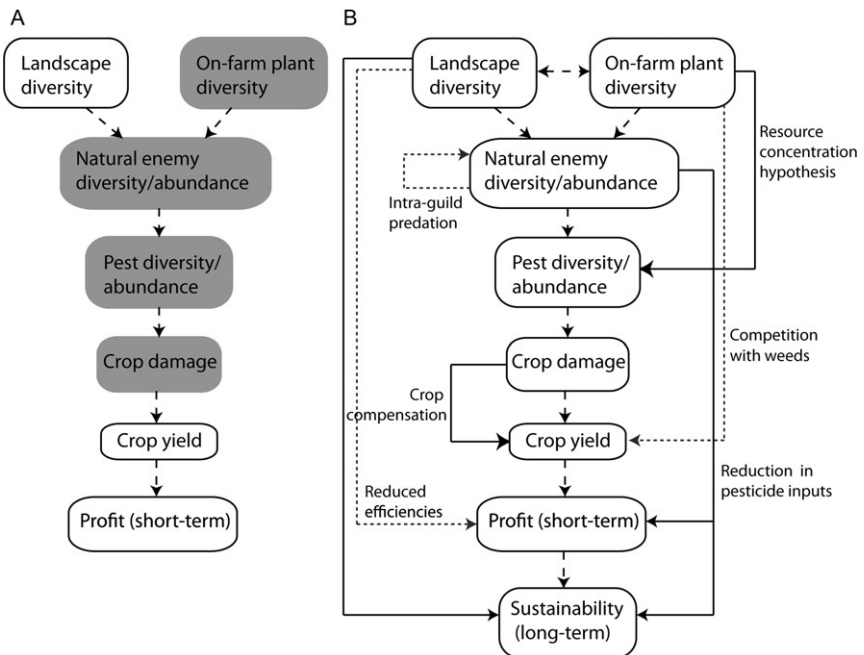 A
Landscape
diversity
On-farm plant
diversity
Natural enemy
diversity/abundance
Pest diversity/
abundance
Crop damage
Crop yield
Profit (short-term)
B
Landscape
diversity
On-farm plant
diversity
Resource
concentration
hypothesis
Natural enemy
diversity/abundance
Intra-guild
predation
Pest diversity/
abundance
Competition
with weeds
Crop damage
Crop
compensation
Crop yield
Reduction in
pesticide inputs
Reduced
efficiencies
Profit (short-term)
Sustainability
(long-term)